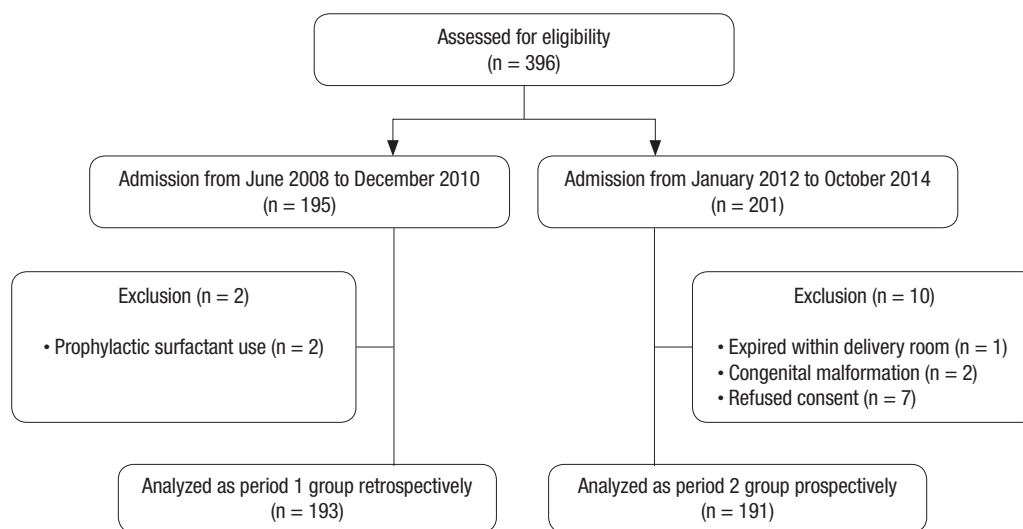 Assessed for eligibility
(n = 396)
Admission from June 2008 to December 2010
(n = 195)
Admission from January 2012 to October 2014
(n = 201)
Exclusion (n = 2)
• Prophylactic surfactant use (n = 2)
Exclusion (n = 10)
• Expired within delivery room (n = 1)
• Congenital malformation (n = 2)
• Refused consent (n = 7)
Analyzed as period 1 group retrospectively
(n = 193)
Analyzed as period 2 group prospectively
(n = 191)